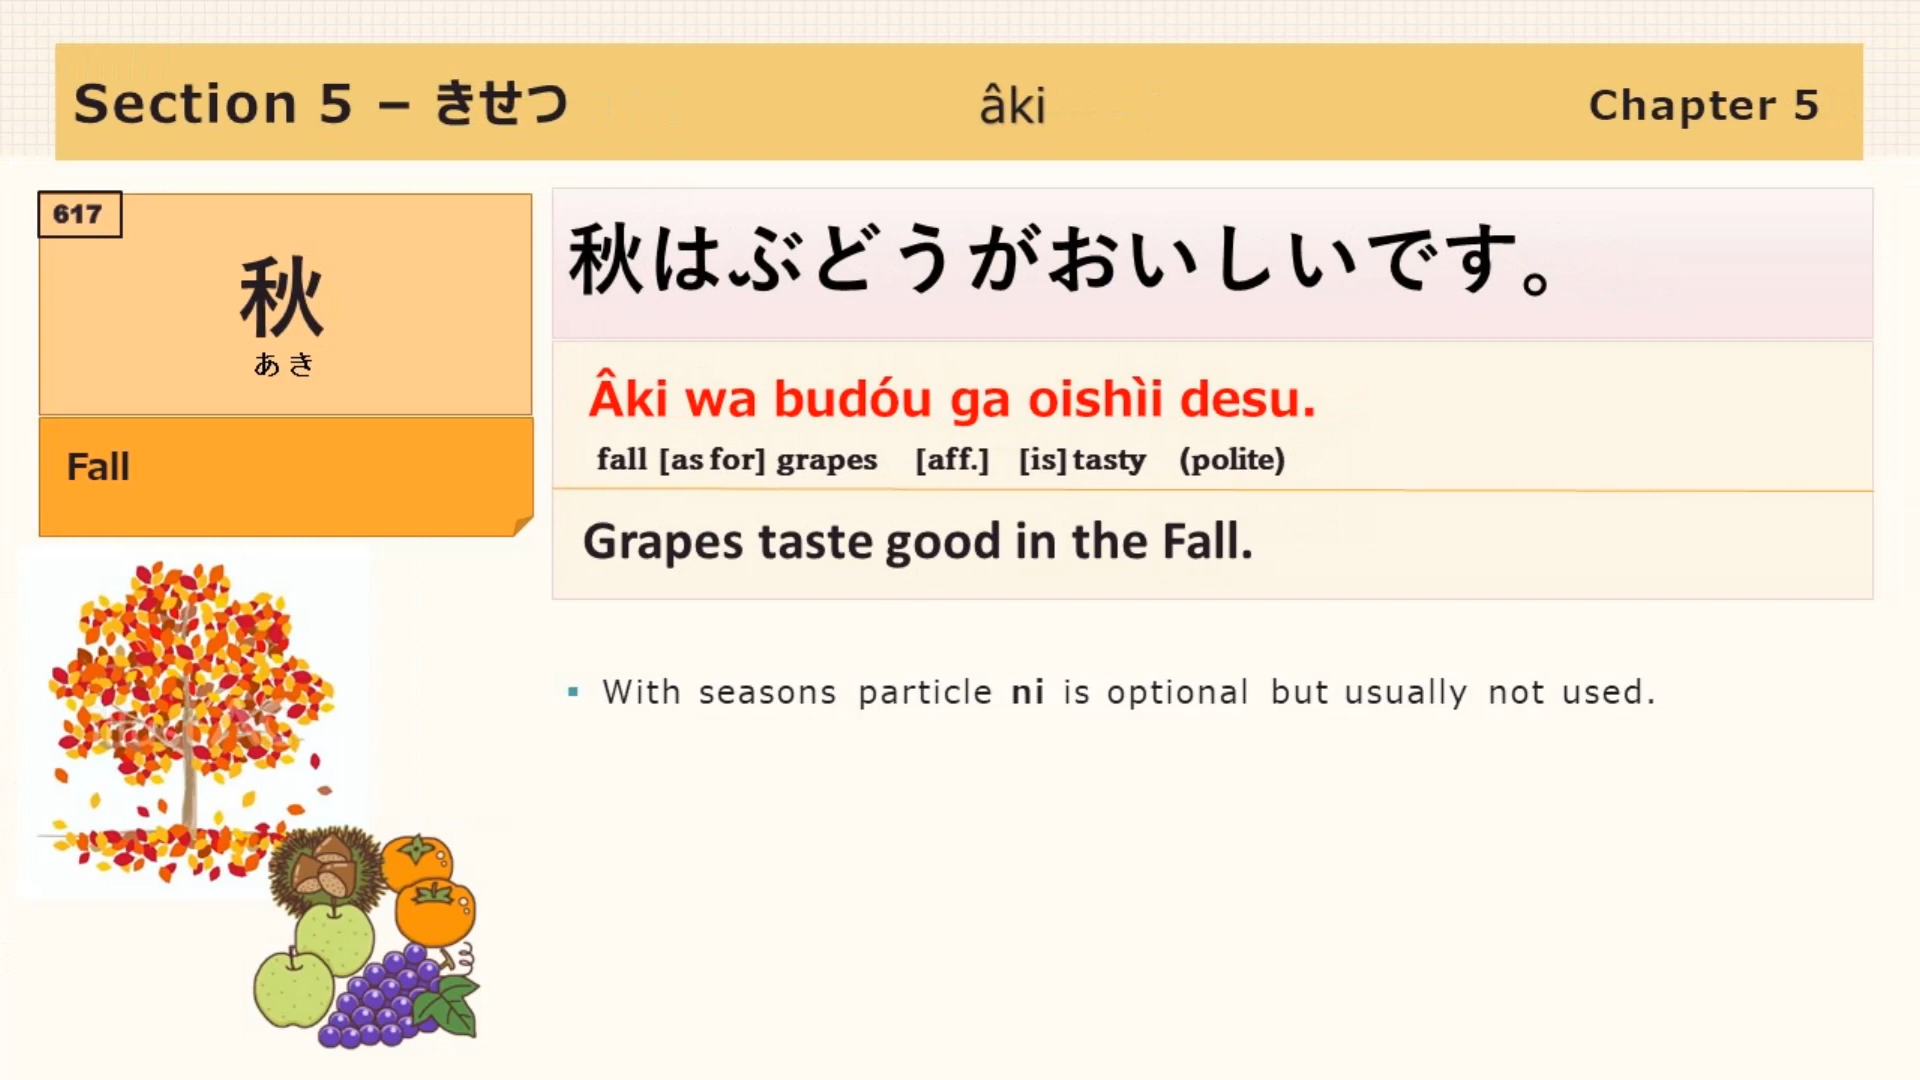 Section 5 – きせつ
âki
Chapter 5
617
秋
あき
Fall
秋はぶどうがおいしいです。
Âki wa budóu ga oishìi desu.
fall [as for] grapes [aff.] [is] tasty (polite)
Grapes taste good in the Fall.
▪ With seasons particle ni is optional but usually not used.